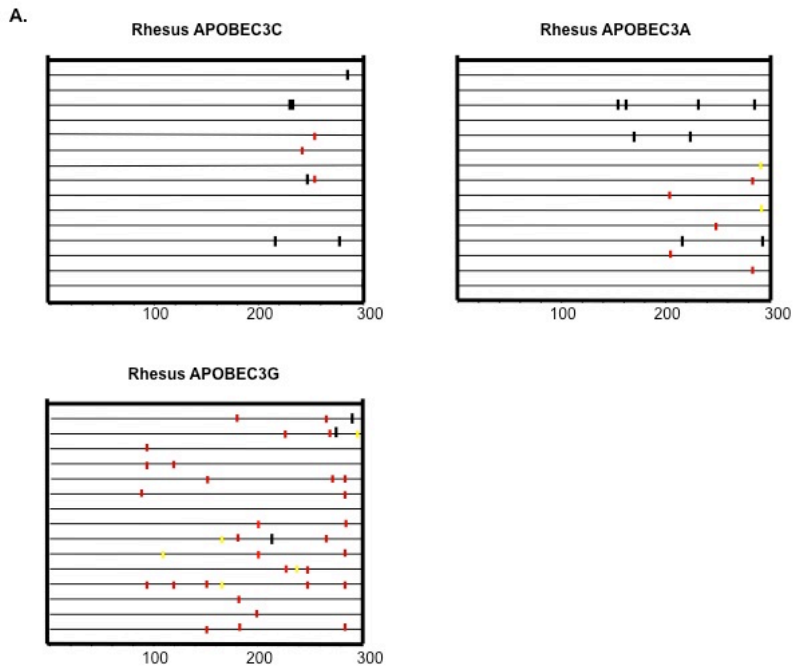 A.
Rhesus APOBEC3C
Rhesus APOBEC3A
100 200 300
100 200 300
Rhesus APOBEC3G
100 200 300